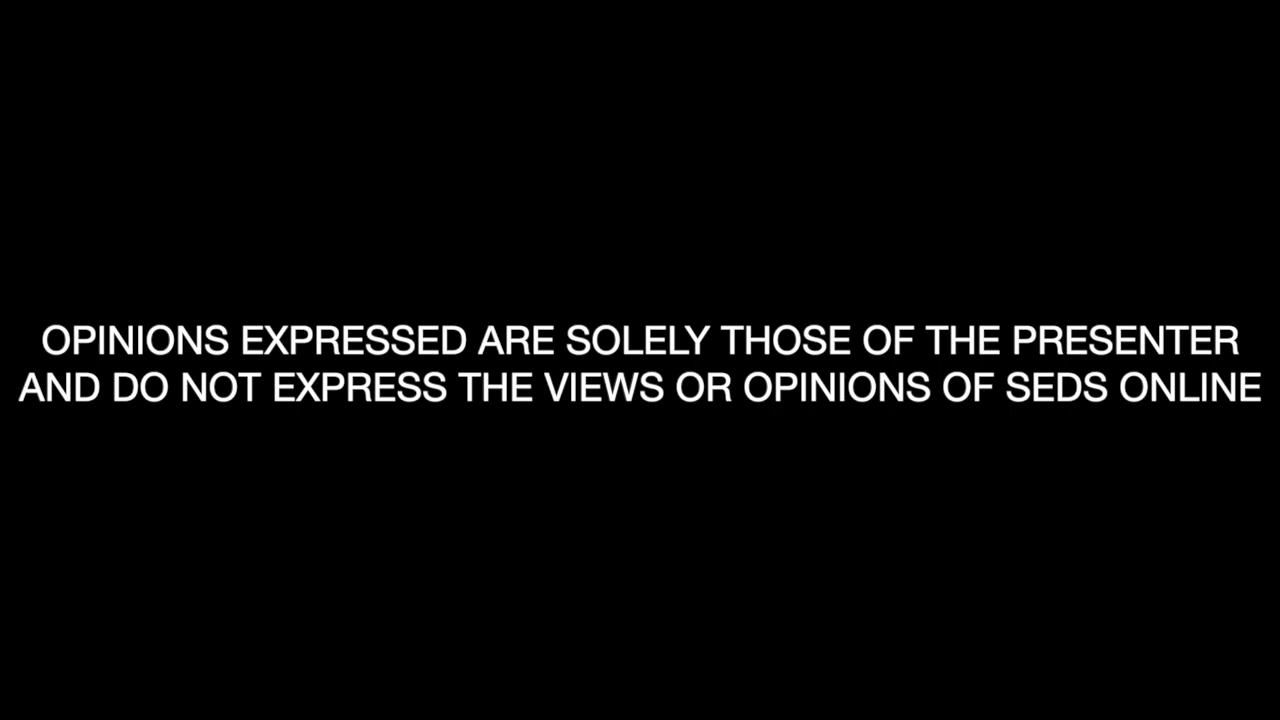 OPINIONS EXPRESSED ARE SOLELY THOSE OF THE PRESENTER
AND DO NOT EXPRESS THE VIEWS OR OPINIONS OF SEDS ONLINE